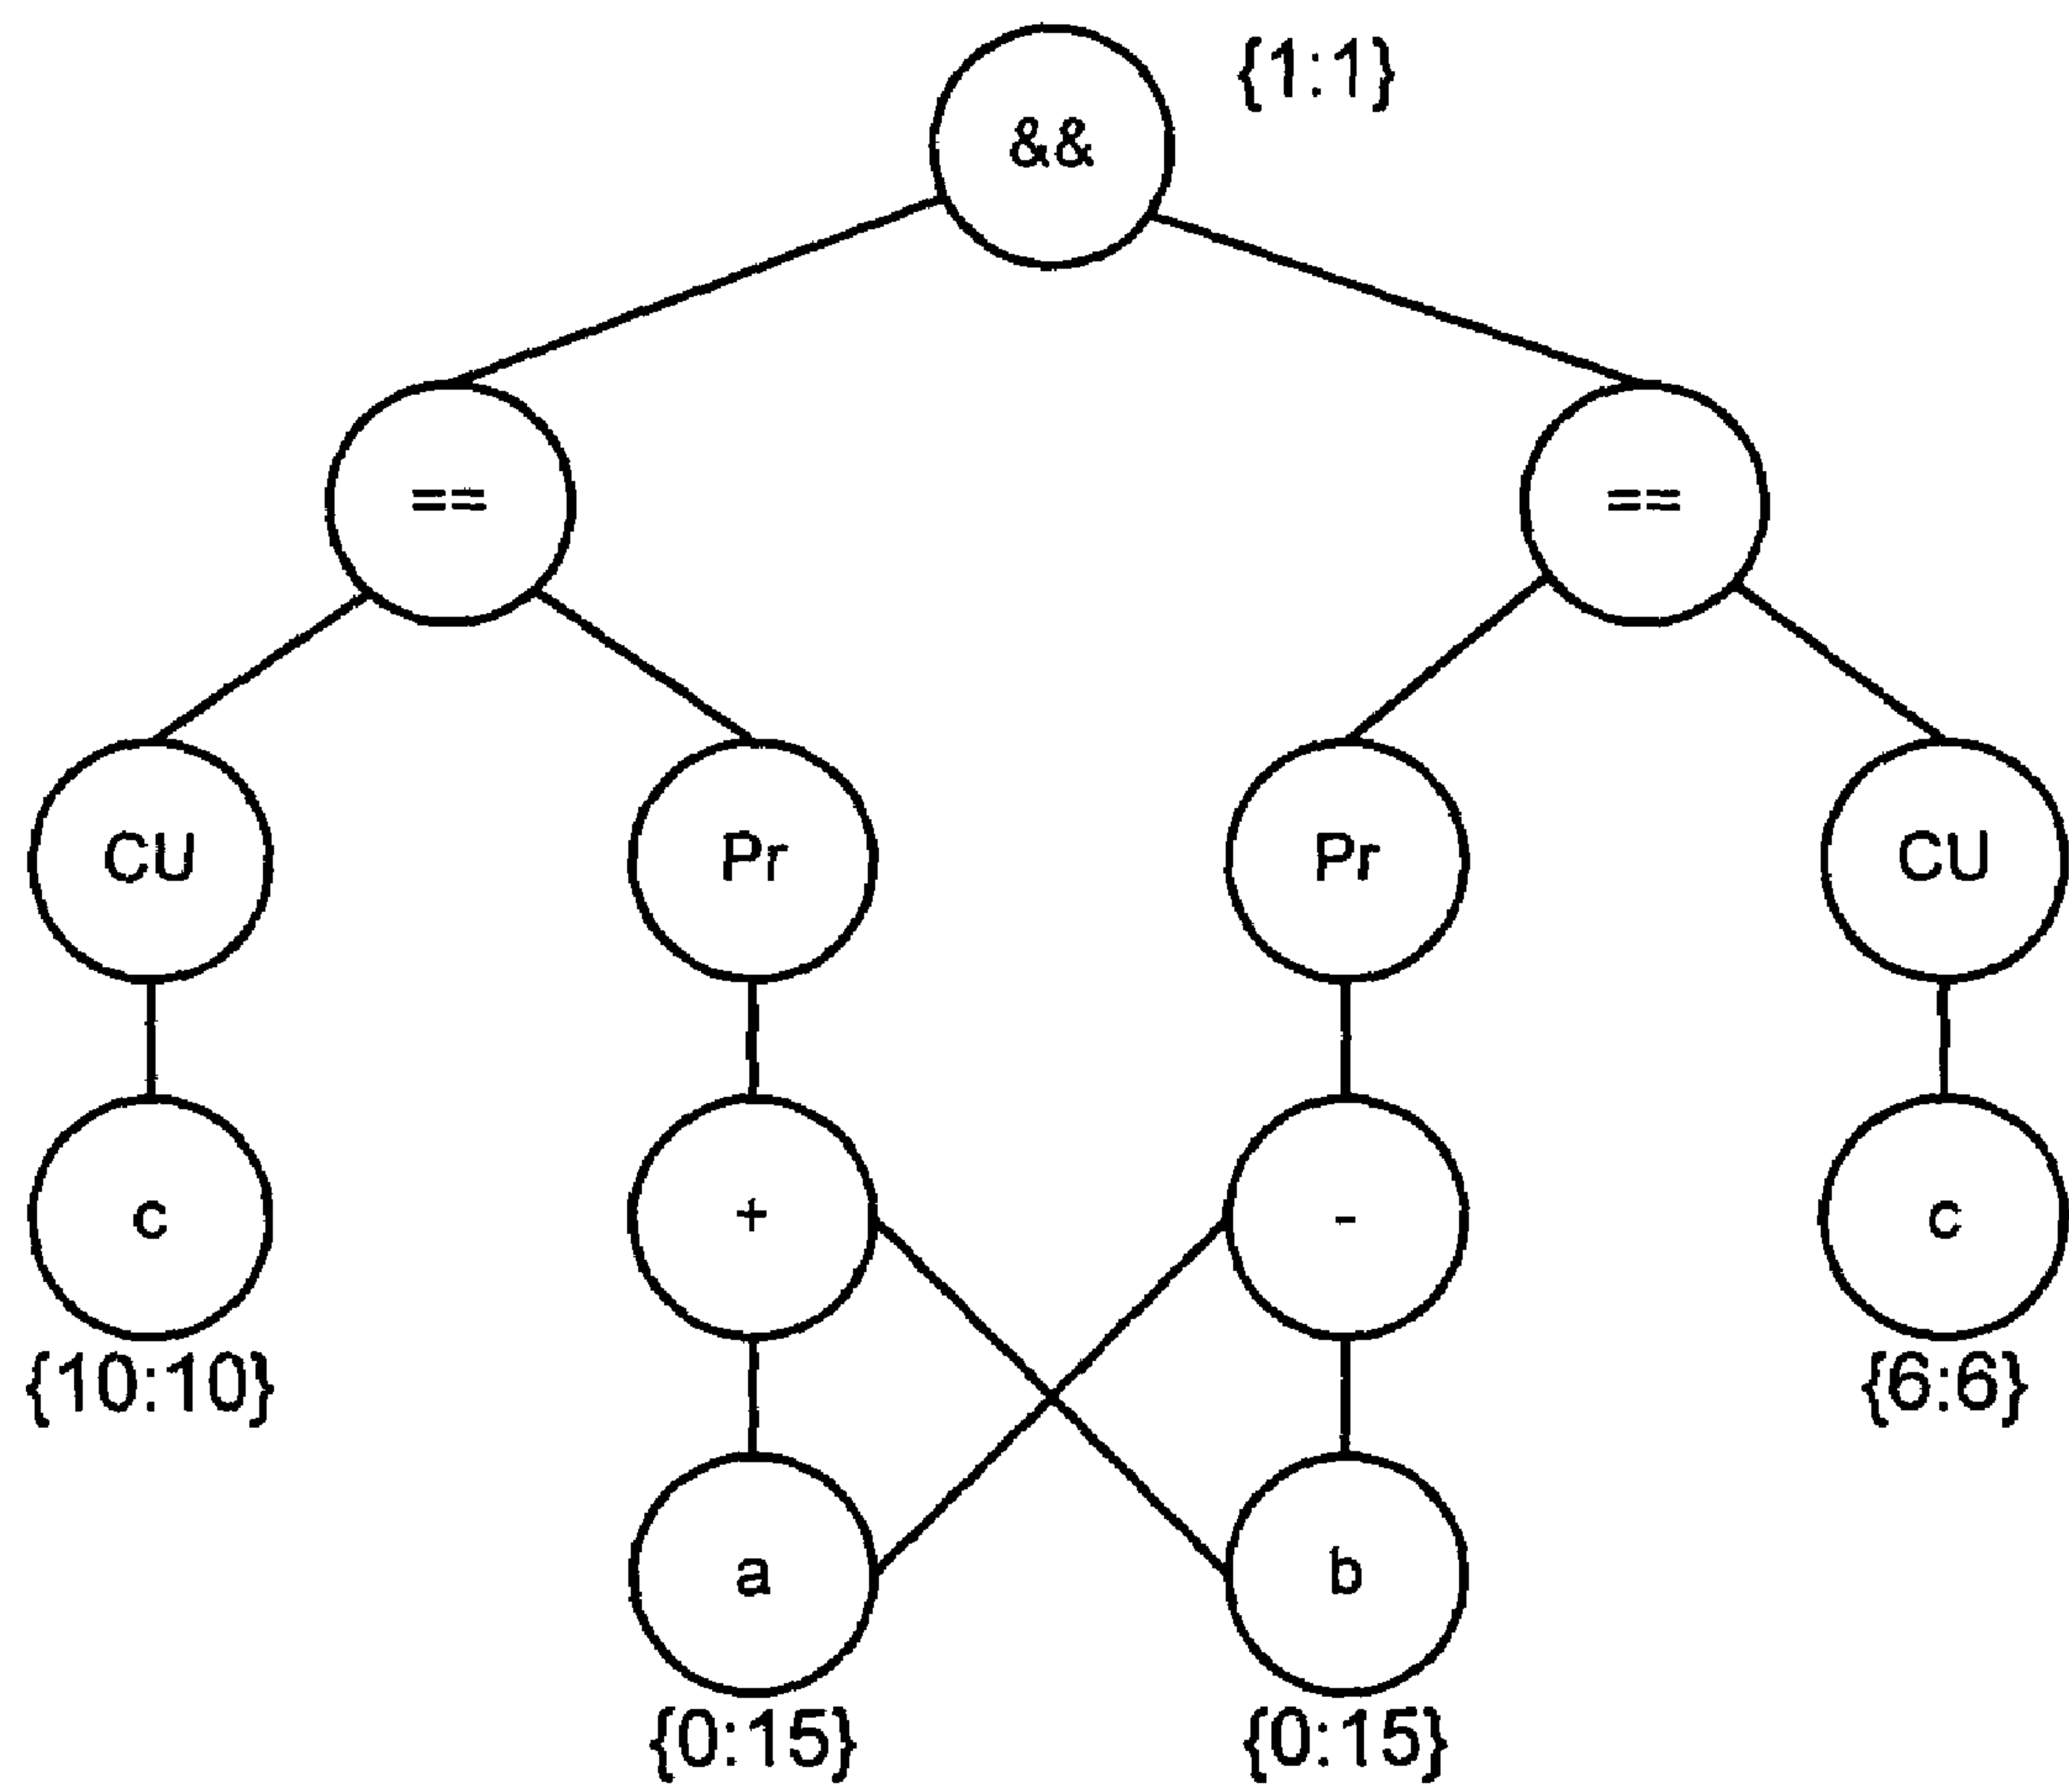 {1:1}
&&
== ==
CU Pr Pr CU
c + - c
{10:10} {6:6}
a b
{0:15} {0:15}